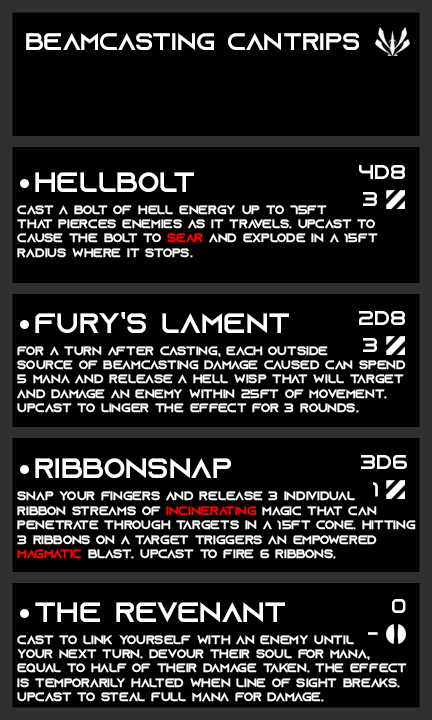 BEAMCASTING CANTRIPS
•HELLBOLT
4D8
3
CAST A BOLT OF HELL ENERGY UP TO 75FT
THAT PIERCES ENEMIES AS IT TRAVELS. UPCAST TO
CAUSE THE BOLT TO SEAR AND EXPLODE IN A 15FT
RADIUS WHERE IT STOPS.
•FURY'S LAMENT
2D8
3
FOR A TURN AFTER CASTING, EACH OUTSIDE
SOURCE OF BEAMCASTING DAMAGE CAUSED CAN SPEND
5 MANA AND RELEASE A HELL WISP THAT WILL TARGET
AND DAMAGE AN ENEMY WITHIN 25FT OF MOVEMENT.
UPCAST TO LINGER THE EFFECT FOR 3 ROUNDS.
•RIBBONSNAP
3D6
1
SNAP YOUR FINGERS AND RELEASE 3 INDIVIDUAL
RIBBON STREAMS OF INCINERATING MAGIC THAT CAN
PENETRATE THROUGH TARGETS IN A 15FT CONE. HITTING
3 RIBBONS ON A TARGET TRIGGERS AN EMPOWERED
MAGMATIC BLAST. UPCAST TO FIRE 6 RIBBONS.
•THE REVENANT
0
-
CAST TO LINK YOURSELF WITH AN ENEMY UNTIL
YOUR NEXT TURN. DEVOUR THEIR SOUL FOR MANA,
EQUAL TO HALF OF THEIR DAMAGE TAKEN. THE EFFECT
IS TEMPORARILY HALTED WHEN LINE OF SIGHT BREAKS.
UPCAST TO STEAL FULL MANA FOR DAMAGE.